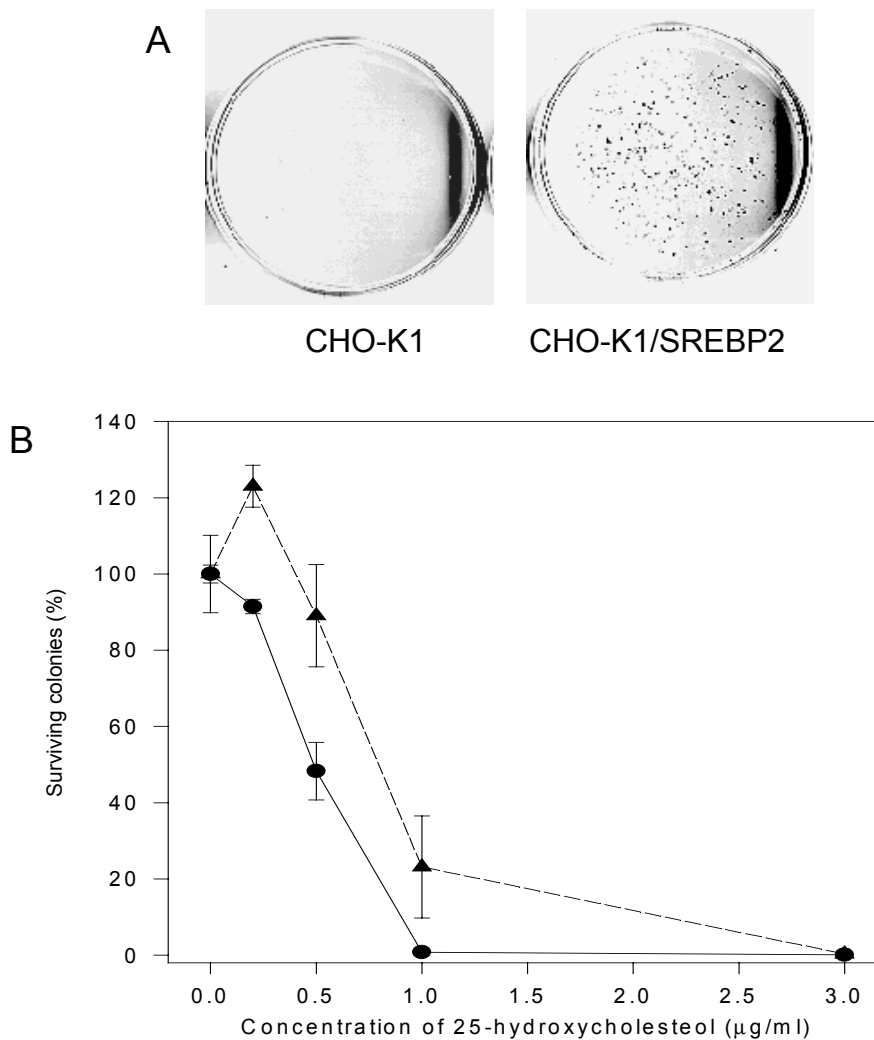 A
CHO-K1 CHO-K1/SREBP2
B
140
120
100
80
60
40
20
0
Surviving colonies (%)
0.0 0.5 1.0 1.5 2.0 2.5 3.0
Concentration of 25-hydroxycholesteol (μg/ml)